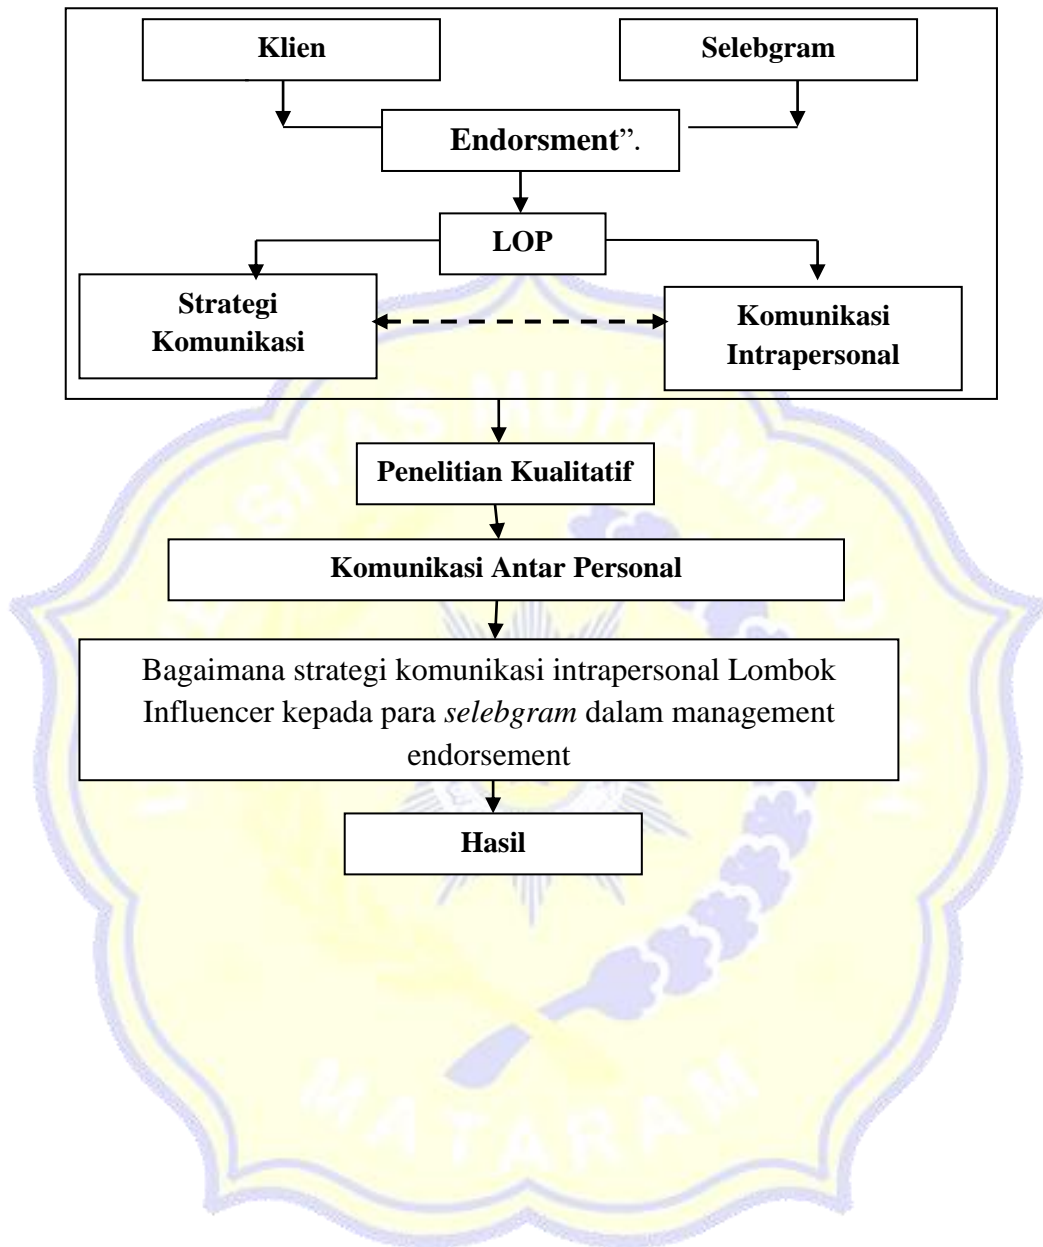 Klien
Selebgram
Endorsment”.
LOP
Strategi
Komunikasi
Komunikasi
Intrapersonal
Penelitian Kualitatif
Komunikasi Antar Personal
Bagaimana strategi komunikasi intrapersonal Lombok
Influencer kepada para selebgram dalam management
endorsement
Hasil
MATARAM